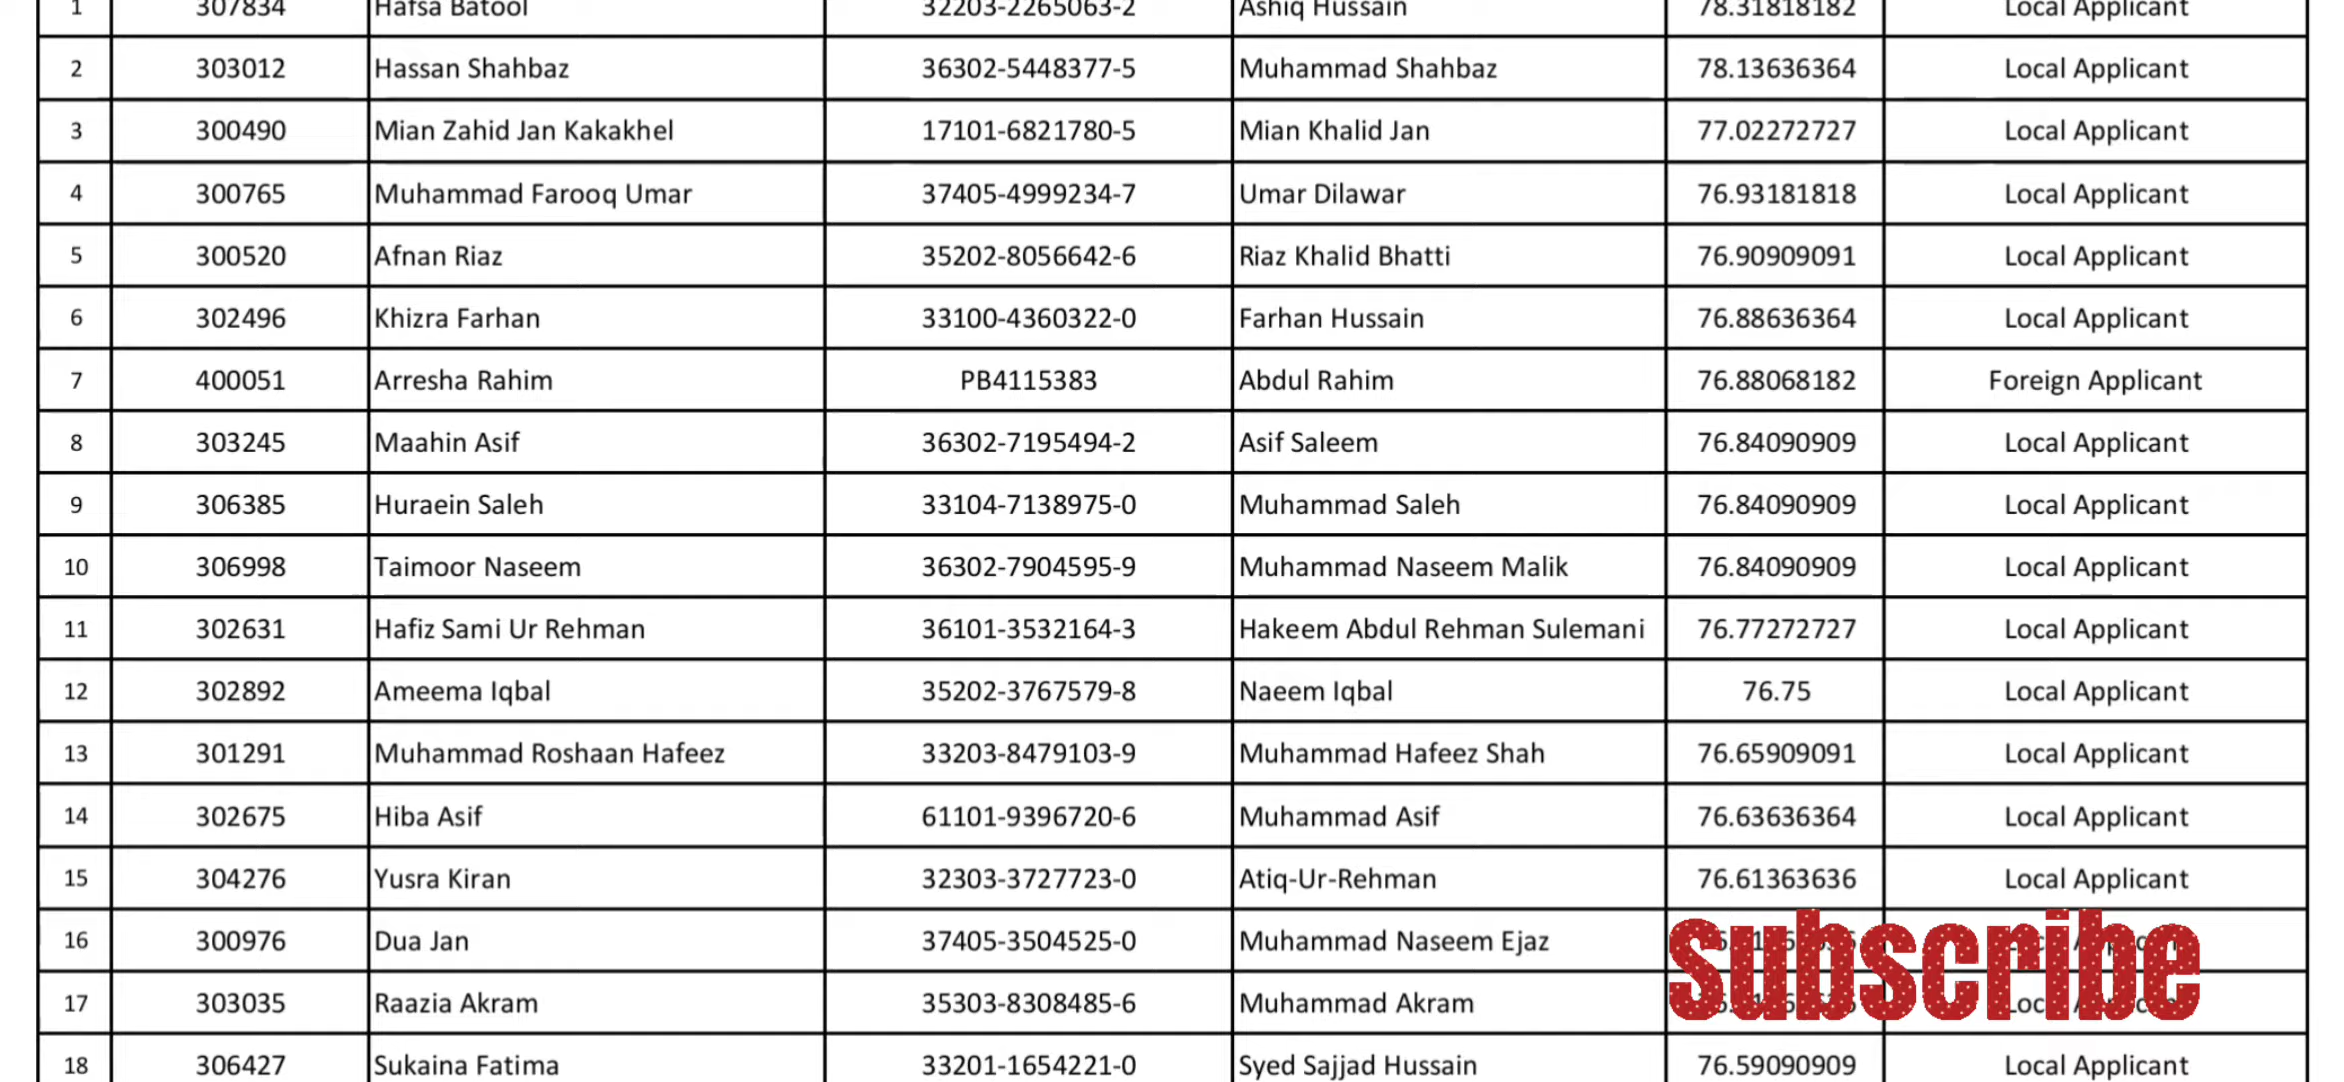 1 307834 Hafsa Batool 32203-2265063-2 Ashiq Hussain 78.31818182 Local Applicant
2 303012 Hassan Shahbaz 36302-5448377-5 Muhammad Shahbaz 78.13636364 Local Applicant
3 300490 Mian Zahid Jan Kakakhel 17101-6821780-5 Mian Khalid Jan 77.02272727 Local Applicant
4 300765 Muhammad Farooq Umar 37405-4999234-7 Umar Dilawar 76.93181818 Local Applicant
5 300520 Afnan Riaz 35202-8056642-6 Riaz Khalid Bhatti 76.90909091 Local Applicant
6 302496 Khizra Farhan 33100-4360322-0 Farhan Hussain 76.88636364 Local Applicant
7 400051 Arresha Rahim PB4115383 Abdul Rahim 76.88068182 Foreign Applicant
8 303245 Maahin Asif 36302-7195494-2 Asif Saleem 76.84090909 Local Applicant
9 306385 Huraein Saleh 33104-7138975-0 Muhammad Saleh 76.84090909 Local Applicant
10 306998 Taimoor Naseem 36302-7904595-9 Muhammad Naseem Malik 76.84090909 Local Applicant
11 302631 Hafiz Sami Ur Rehman 36101-3532164-3 Hakeem Abdul Rehman Sulemani 76.77272727 Local Applicant
12 302892 Ameema Iqbal 35202-3767579-8 Naeem Iqbal 76.75 Local Applicant
13 301291 Muhammad Roshaan Hafeez 33203-8479103-9 Muhammad Hafeez Shah 76.65909091 Local Applicant
14 302675 Hiba Asif 61101-9396720-6 Muhammad Asif 76.63636364 Local Applicant
15 304276 Yusra Kiran 32303-3727723-0 Atiq-Ur-Rehman 76.61363636 Local Applicant
16 300976 Dua Jan 37405-3504525-0 Muhammad Naseem Ejaz
subscribe
17 303035 Raazia Akram 35303-8308485-6 Muhammad Akram
18 306427 Sukaina Fatima 33201-1654221-0 Syed Sajjad Hussain 76.59090909 Local Applicant